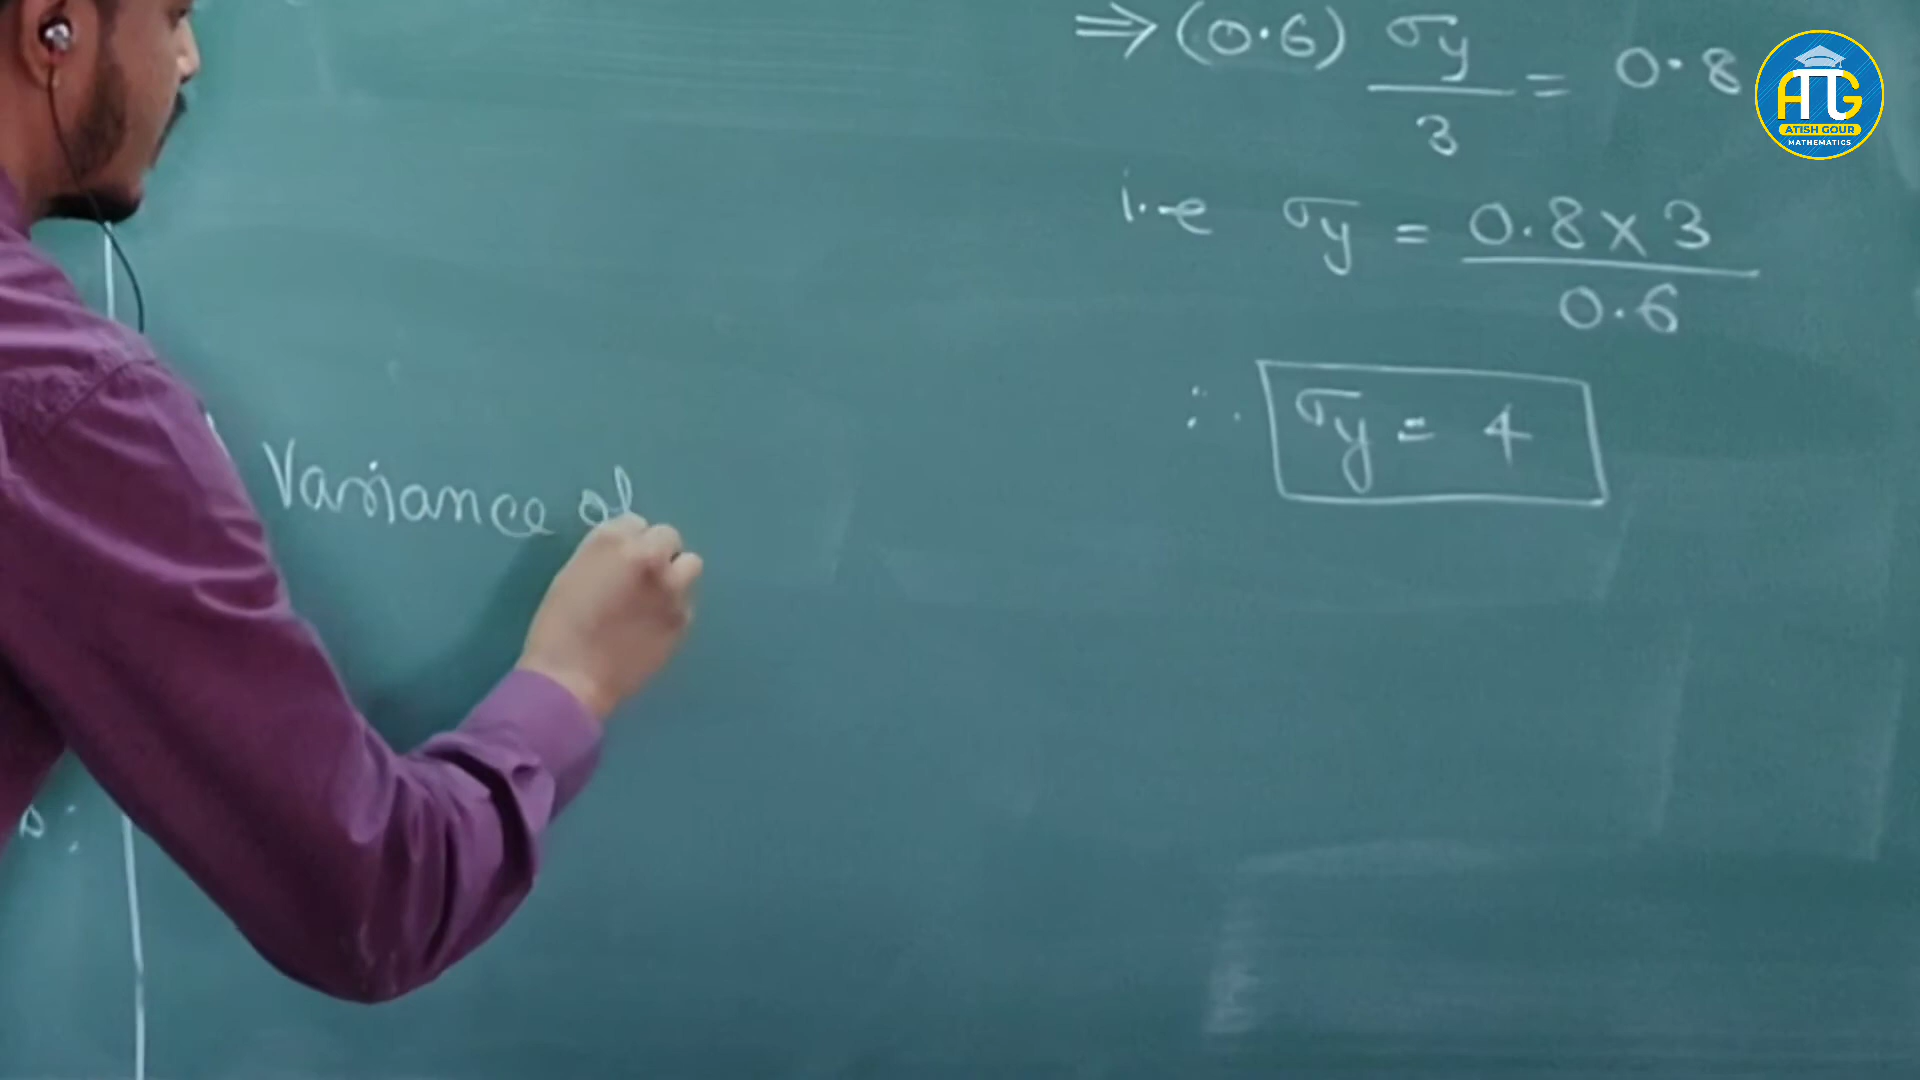 ⇒ (0.6) σy/3 = 0.8
i.e σy = 0.8 × 3 / 0.6
∴ σy = 4
Variance of
ATG
ATISH GOUR
MATHEMATICS